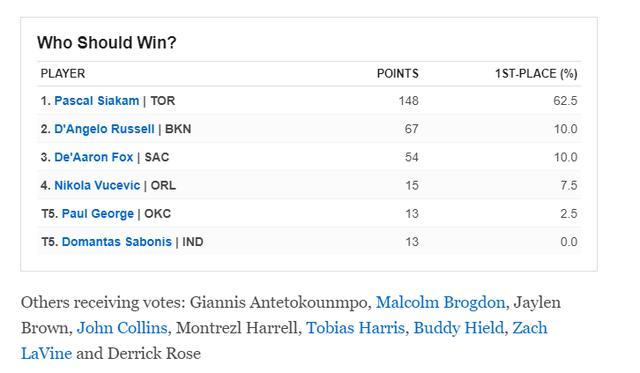 Who Should Win?
PLAYER POINTS 1ST-PLACE (%)
1. Pascal Siakam | TOR 148 62.5
2. D'Angelo Russell | BKN 67 10.0
3. De'Aaron Fox | SAC 54 10.0
4. Nikola Vucevic | ORL 15 7.5
T5. Paul George | OKC 13 2.5
T5. Domantas Sabonis | IND 13 0.0
Others receiving votes: Giannis Antetokounmpo, Malcolm Brogdon, Jaylen
Brown, John Collins, Montrezl Harrell, Tobias Harris, Buddy Hield, Zach
LaVine and Derrick Rose